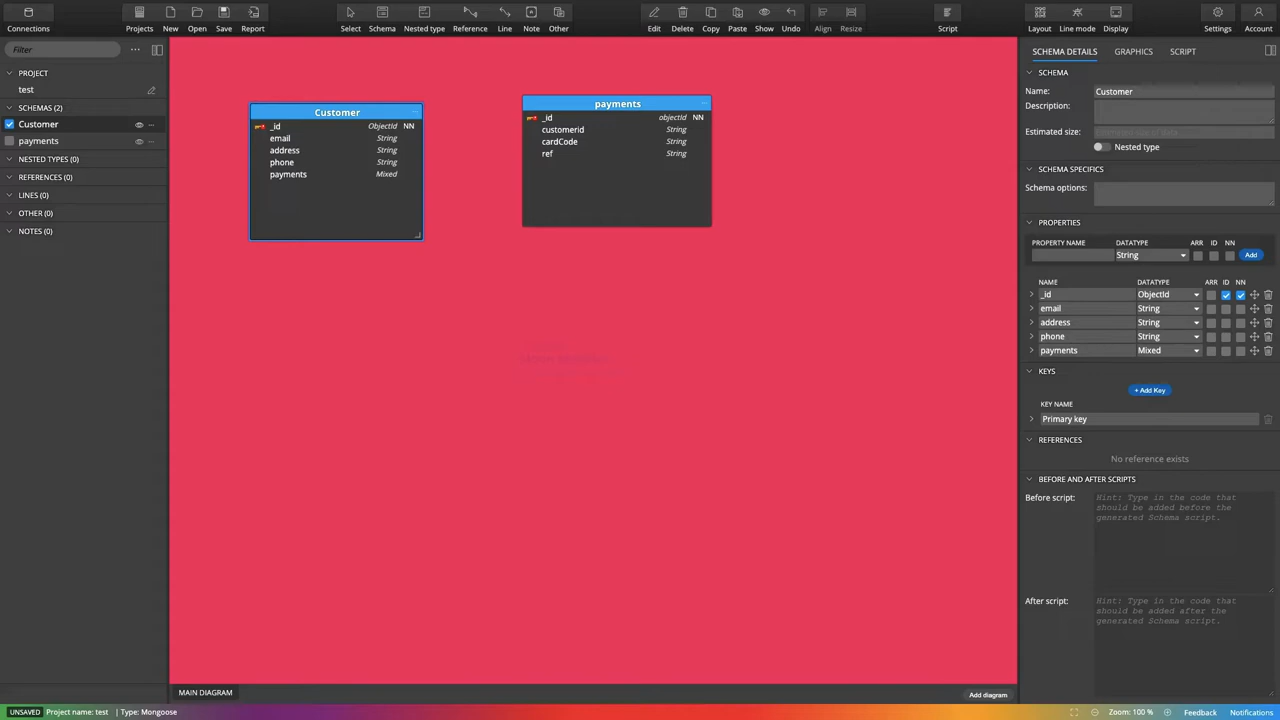 Connections Projects New Open Save Report Select Schema Nested type Reference Line Note Other Edit Delete Copy Paste Show Undo Align Resize Script Layout Line mode Display Settings Account
Filter
PROJECT
test
SCHEMAS (2)
Customer
payments
NESTED TYPES (0)
REFERENCES (0)
LINES (0)
OTHER (0)
NOTES (0)
Customer
_id ObjectId NN
email String
address String
phone String
payments Mixed
payments
_id objectId NN
customerid String
cardCode String
ref String
MAIN DIAGRAM
Add diagram
SCHEMA DETAILS GRAPHICS SCRIPT
SCHEMA
Name: Customer
Description:
Estimated size: Estimated size of data
Nested type
SCHEMA SPECIFICS
Schema options:
PROPERTIES
PROPERTY NAME DATATYPE ARR ID NN
String Add
NAME DATATYPE ARR ID NN
_id ObjectId
email String
address String
phone String
payments Mixed
KEYS
+ Add Key
KEY NAME
Primary key
REFERENCES
No reference exists
BEFORE AND AFTER SCRIPTS
Before script: Hint: Type in the code that
should be added before the
generated Schema script.
After script: Hint: Type in the code that
should be added after the
generated Schema script.
UNSAVED Project name: test | Type: Mongoose Zoom: 100 % Feedback Notifications